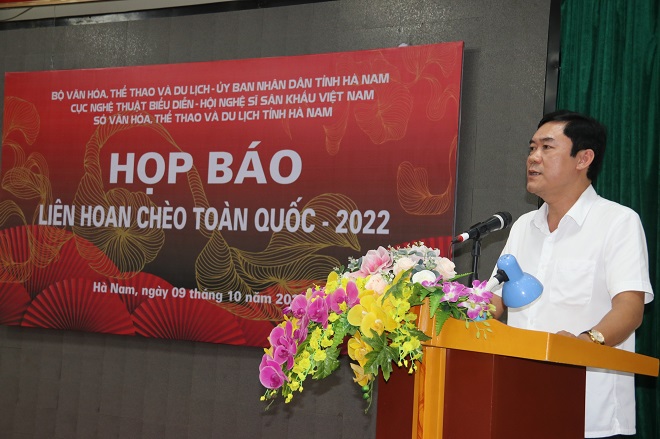 BỘ VĂN HÓA, THỂ THAO VÀ DU LỊCH - ỦY BAN NHÂN DÂN TỈNH HÀ NAM
CỤC NGHỆ THUẬT BIỂU DIỄN - HỘI NGHỆ SĨ SÂN KHẤU VIỆT NAM
SỞ VĂN HÓA, THỂ THAO VÀ DU LỊCH TỈNH HÀ NAM
HỌP BÁO
LIÊN HOAN CHÈO TOÀN QUỐC - 2022
Hà Nam, ngày 09 tháng 10 năm